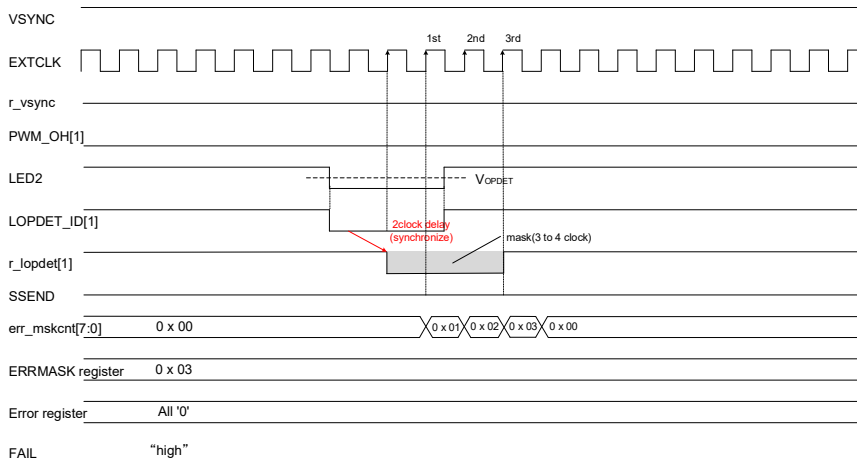 VSYNC
1st 2nd 3rd
EXTCLK
r_vsync
PWM_OH[1]
LED2 VOPDET
LOPDET_ID[1]
2clock delay
(synchronize) mask(3 to 4 clock)
r_lopdet[1]
SSEND
err_mskcnt[7:0] 0 x 00 0 x 01 0 x 02 0 x 03 0 x 00
ERRMASK register 0 x 03
Error register All '0'
FAIL “high”